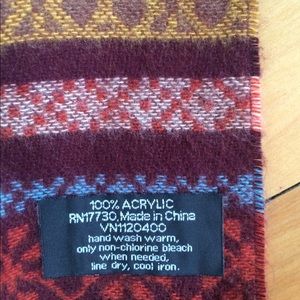 100% ACRYLIC
RN17730, Made in China
VN1120400
hand wash warm,
only non-chlorine bleach
when needed,
line dry, cool iron.